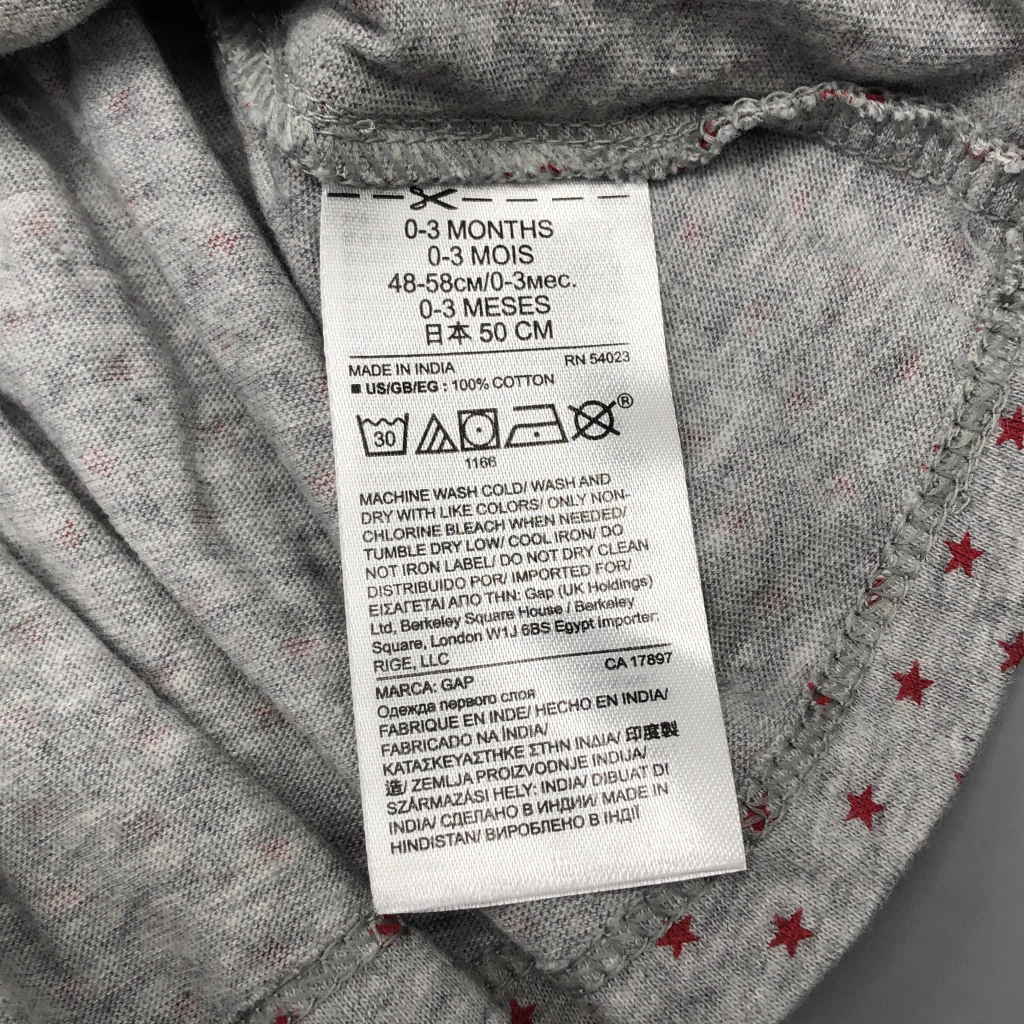 0-3 MONTHS
0-3 MOIS
48-58см/0-3мес.
0-3 MESES
日本 50 CM
MADE IN INDIA RN 54023
■ US/GB/EG : 100% COTTON
30 ®
1166
MACHINE WASH COLD/ WASH AND
DRY WITH LIKE COLORS/ ONLY NON-
CHLORINE BLEACH WHEN NEEDED/
TUMBLE DRY LOW/ COOL IRON/ DO
NOT IRON LABEL/ DO NOT DRY CLEAN
DISTRIBUIDO POR/ IMPORTED FOR/
ΕΙΣΑΓΕΤΑΙ ΑΠΟ ΤΗΝ: Gap (UK Holdings)
Ltd, Berkeley Square House / Berkeley
Square, London W1J 6BS Egypt importer:
RIGE, LLC CA 17897
MARCA: GAP
Одежда первого слоя
FABRIQUE EN INDE/ HECHO EN INDIA/
FABRICADO NA ÍNDIA/
ΚΑΤΑΣΚΕΥΑΣΤΗΚΕ ΣΤΗΝ ΙΝΔΙΑ/ 印度製
造/ ZEMLJA PROIZVODNJE INDIJA/
SZÁRMAZÁSI HELY: INDIA/ DIBUAT DI
INDIA/ СДЕЛАНО В ИНДИИ/ MADE IN
HINDISTAN/ ВИРОБЛЕНО В ІНДІЇ